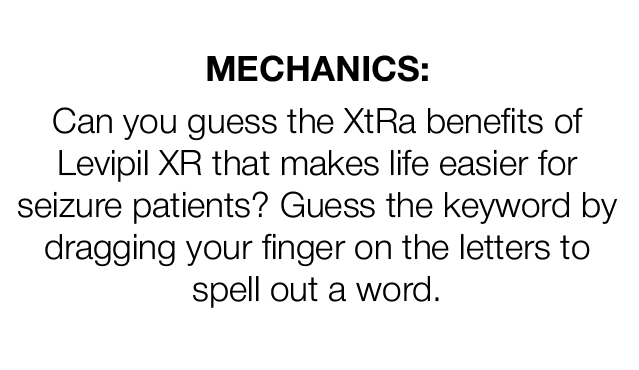 MECHANICS:
Can you guess the XtRa benefits of
Levipil XR that makes life easier for
seizure patients? Guess the keyword by
dragging your finger on the letters to
spell out a word.